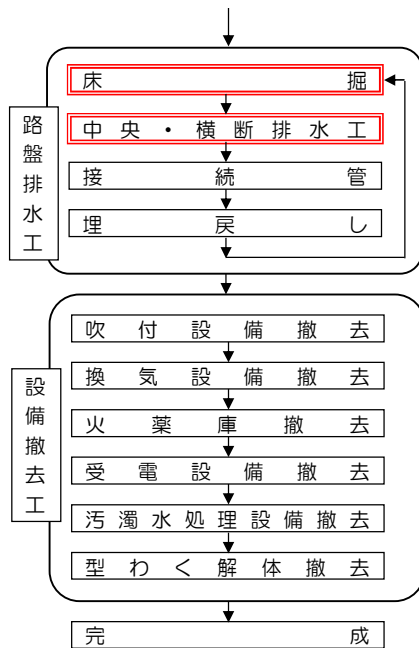 路盤排水工
床掘
中央・横断排水工
接続管
埋戻し
設備撤去工
吹付設備撤去
換気設備撤去
火薬庫撤去
受電設備撤去
汚濁水処理設備撤去
型わく解体撤去
完成